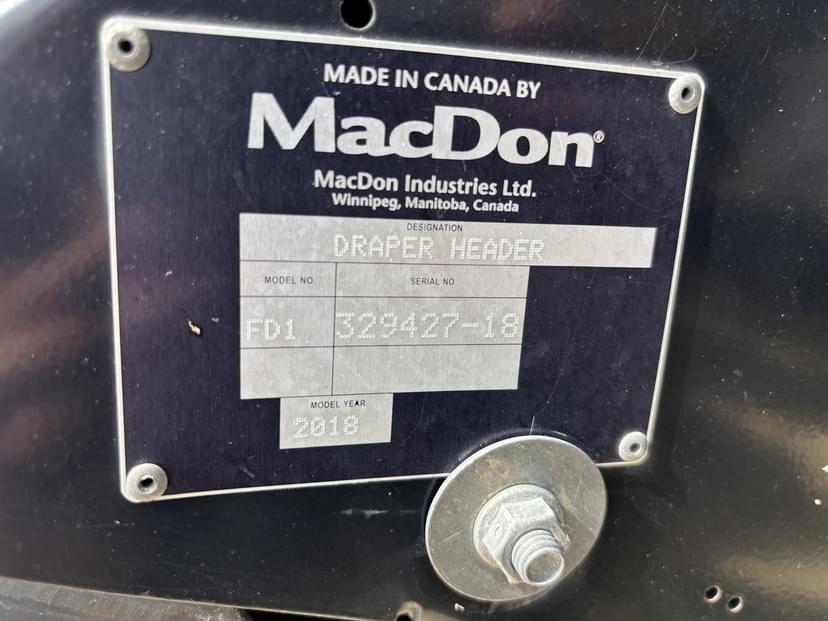 MADE IN CANADA BY
MacDon®
MacDon Industries Ltd.
Winnipeg, Manitoba, Canada
DESIGNATION
DRAPER HEADER
MODEL NO. SERIAL NO.
FD1 329427-18
MODEL YEAR
2018